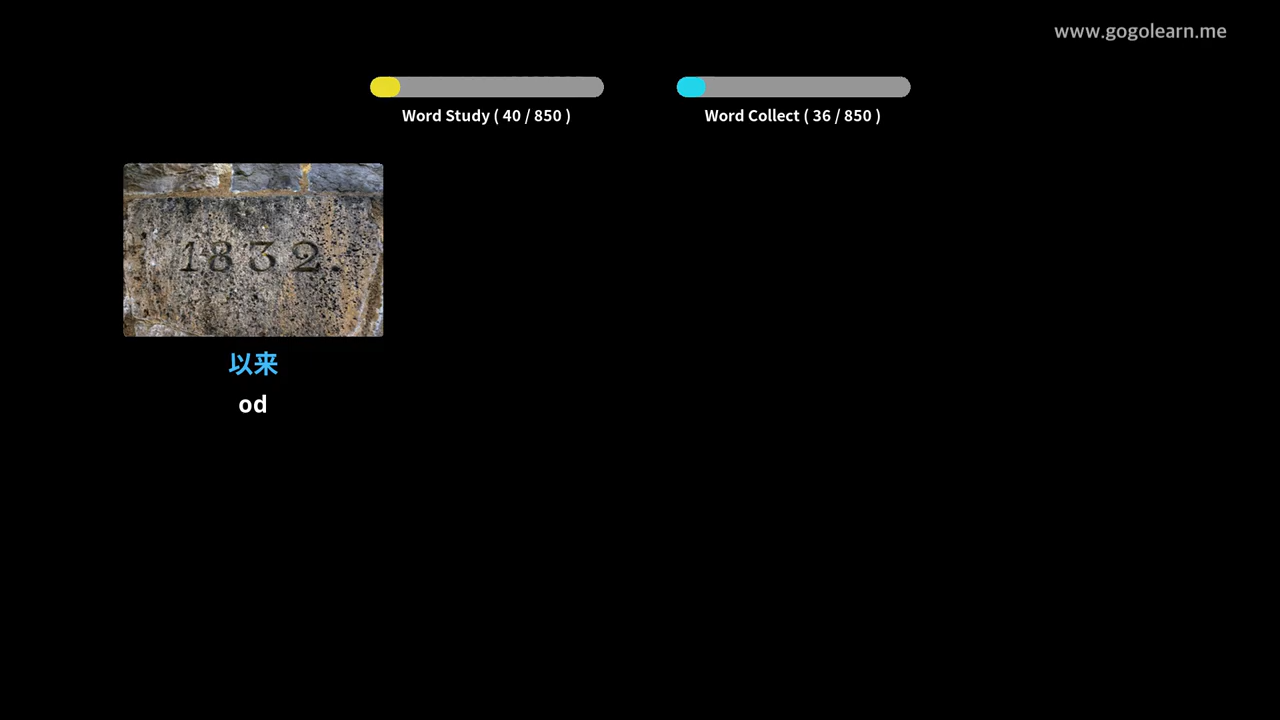 www.gogolearn.me
Word Study ( 40 / 850 )
Word Collect ( 36 / 850 )
1832
以来
od